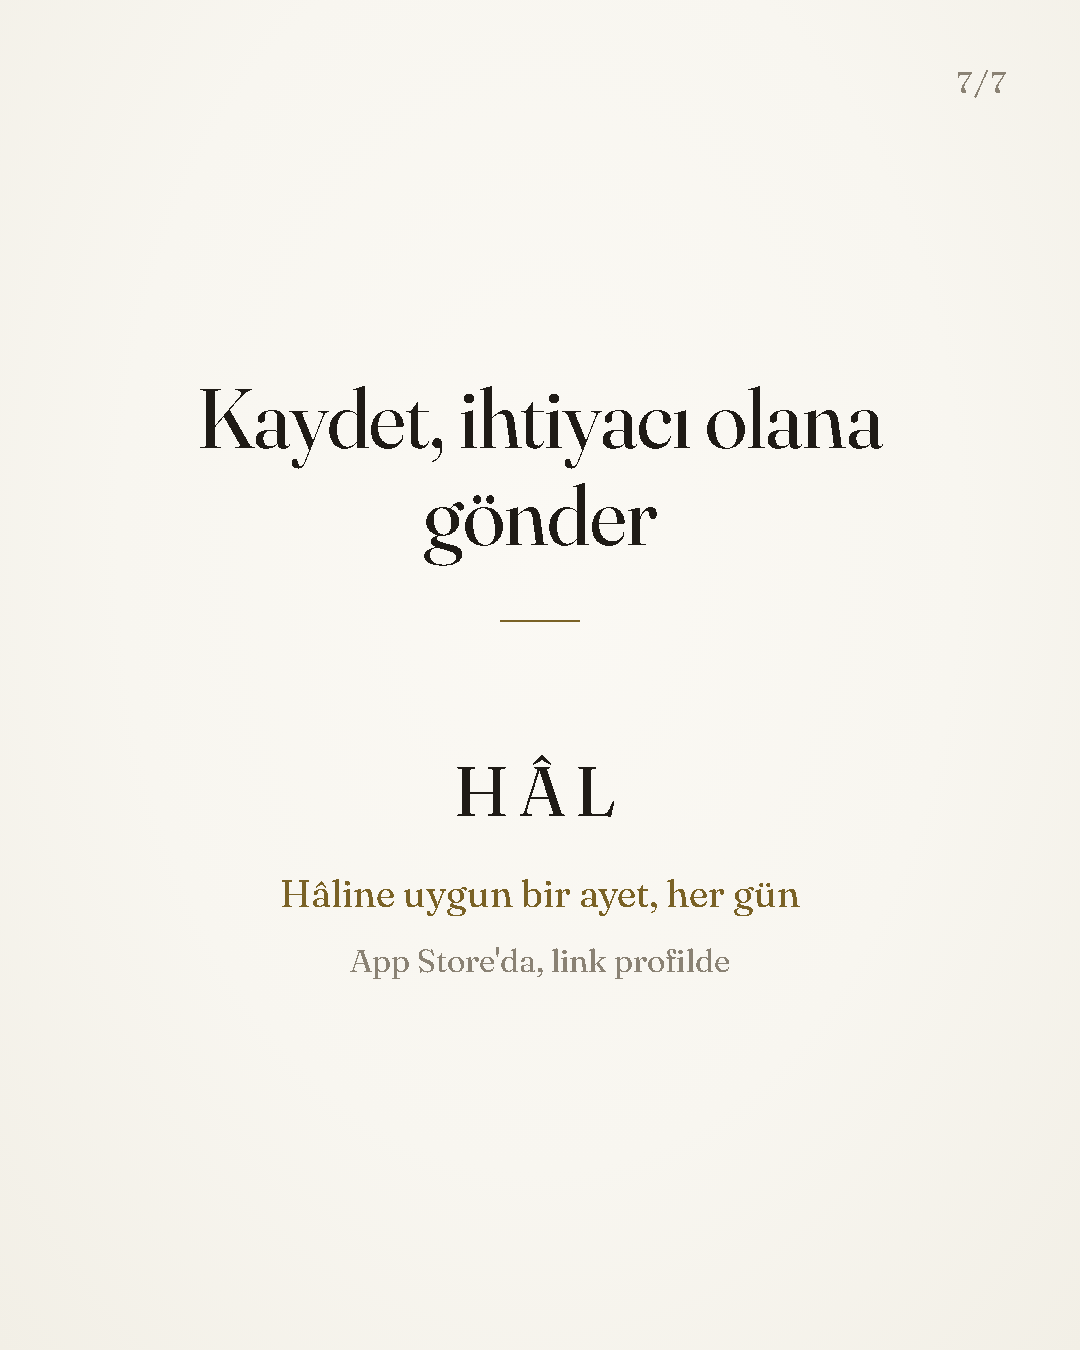 7/7
Kaydet, ihtiyacı olana
gönder
HÂL
Hâline uygun bir ayet, her gün
App Store'da, link profilde